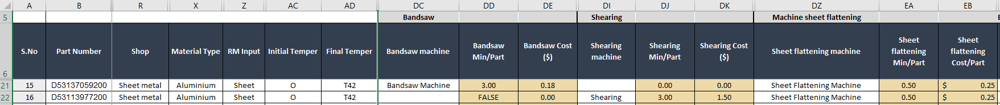 A B R X Z AC AD DC DD DE DI DJ DK DZ EA EB
5 Bandsaw Shearing Machine sheet flattening
6 S.No Part Number Shop Material Type RM Input Initial Temper Final Temper Bandsaw machine Bandsaw Min/Part Bandsaw Cost ($) Shearing machine Shearing Min/Part Shearing Cost ($) Sheet flattening machine Sheet flattening Min/Part Sheet flattening Cost/Part
21 15 D53137059200 Sheet metal Aluminium Sheet O T42 Bandsaw Machine 3.00 0.18 0.00 0.00 Sheet Flattening Machine 0.50 $ 0.25
22 16 D53113977200 Sheet metal Aluminium Sheet O T42 FALSE 0.00 Shearing 3.00 1.50 Sheet Flattening Machine 0.50 $ 0.25